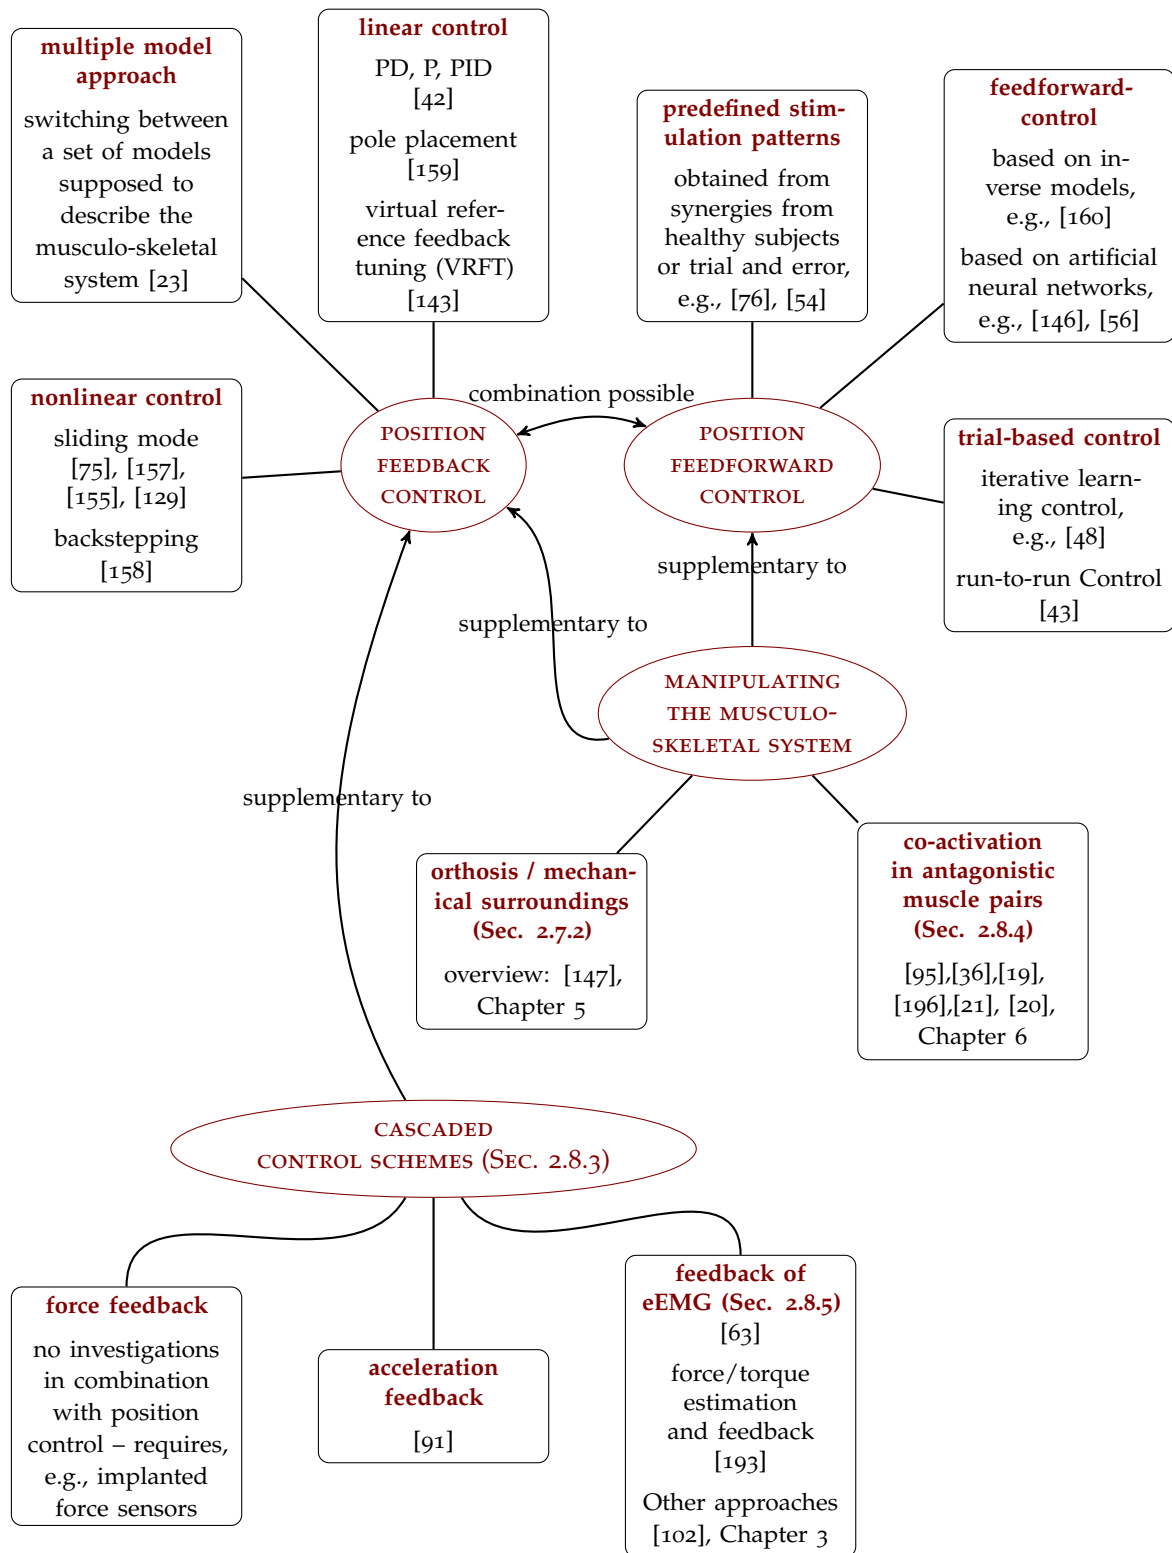 multiple model
approach
switching between
a set of models
supposed to
describe the
musculo-skeletal
system [23]
linear control
PD, P, PID
[42]
pole placement
[159]
virtual refer-
ence feedback
tuning (VRFT)
[143]
predefined stim-
ulation patterns
obtained from
synergies from
healthy subjects
or trial and error,
e.g., [76], [54]
feedforward-
control
based on in-
verse models,
e.g., [160]
based on artificial
neural networks,
e.g., [146], [56]
nonlinear control
sliding mode
[75], [157],
[155], [129]
backstepping
[158]
POSITION
FEEDBACK
CONTROL
combination possible
POSITION
FEEDFORWARD
CONTROL
trial-based control
iterative learn-
ing control,
e.g., [48]
run-to-run Control
[43]
supplementary to
supplementary to
MANIPULATING
THE MUSCULO-
SKELETAL SYSTEM
supplementary to
orthosis / mechan-
ical surroundings
(Sec. 2.7.2)
overview: [147],
Chapter 5
co-activation
in antagonistic
muscle pairs
(Sec. 2.8.4)
[95],[36],[19],
[196],[21], [20],
Chapter 6
CASCADED
CONTROL SCHEMES (SEC. 2.8.3)
force feedback
no investigations
in combination
with position
control – requires,
e.g., implanted
force sensors
acceleration
feedback
[91]
feedback of
eEMG (Sec. 2.8.5)
[63]
force/torque
estimation
and feedback
[193]
Other approaches
[102], Chapter 3